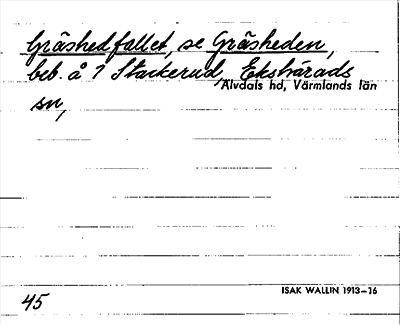 Gräshedfallet, se Gräsheden,
beb. å 1 Stackerud, Ekshärads
Älvdals hd, Värmlands län
sn,
ISAK WALLIN 1913–16
45